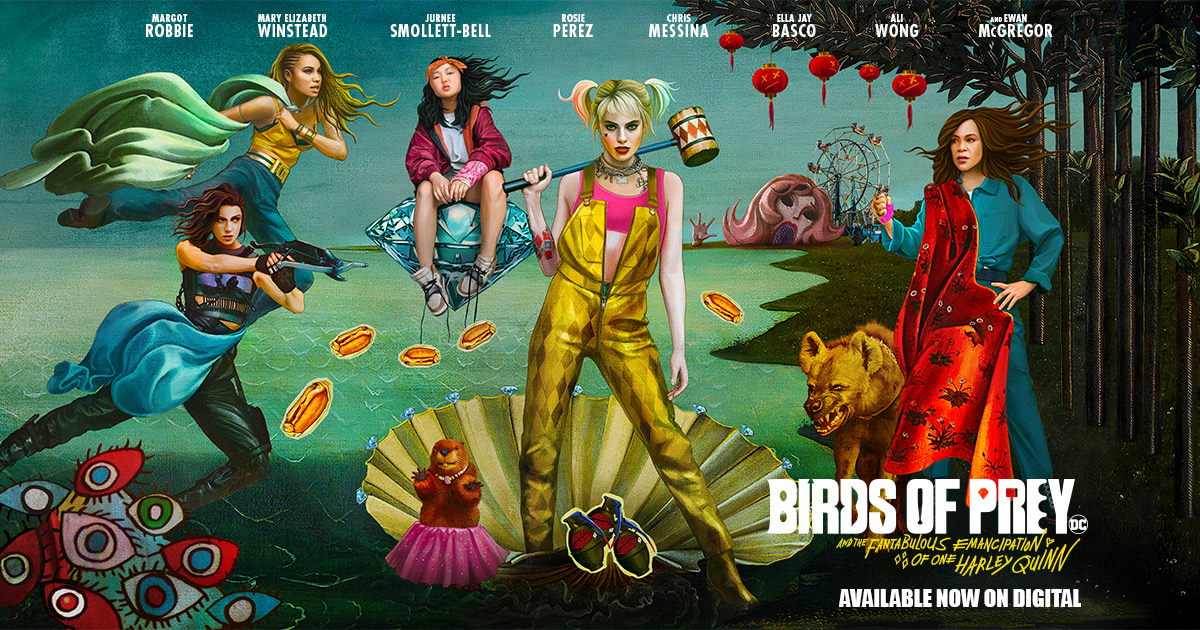 MARGOT
ROBBIE
MARY ELIZABETH
WINSTEAD
JURNEE
SMOLLETT-BELL
ROSIE
PEREZ
CHRIS
MESSINA
ELLA JAY
BASCO
ALI
WONG
AND EWAN
McGREGOR
BIRDS OF PREY
DC
AND THE FANTABULOUS EMANCIPATION
OF ONE HARLEY QUINN
AVAILABLE NOW ON DIGITAL